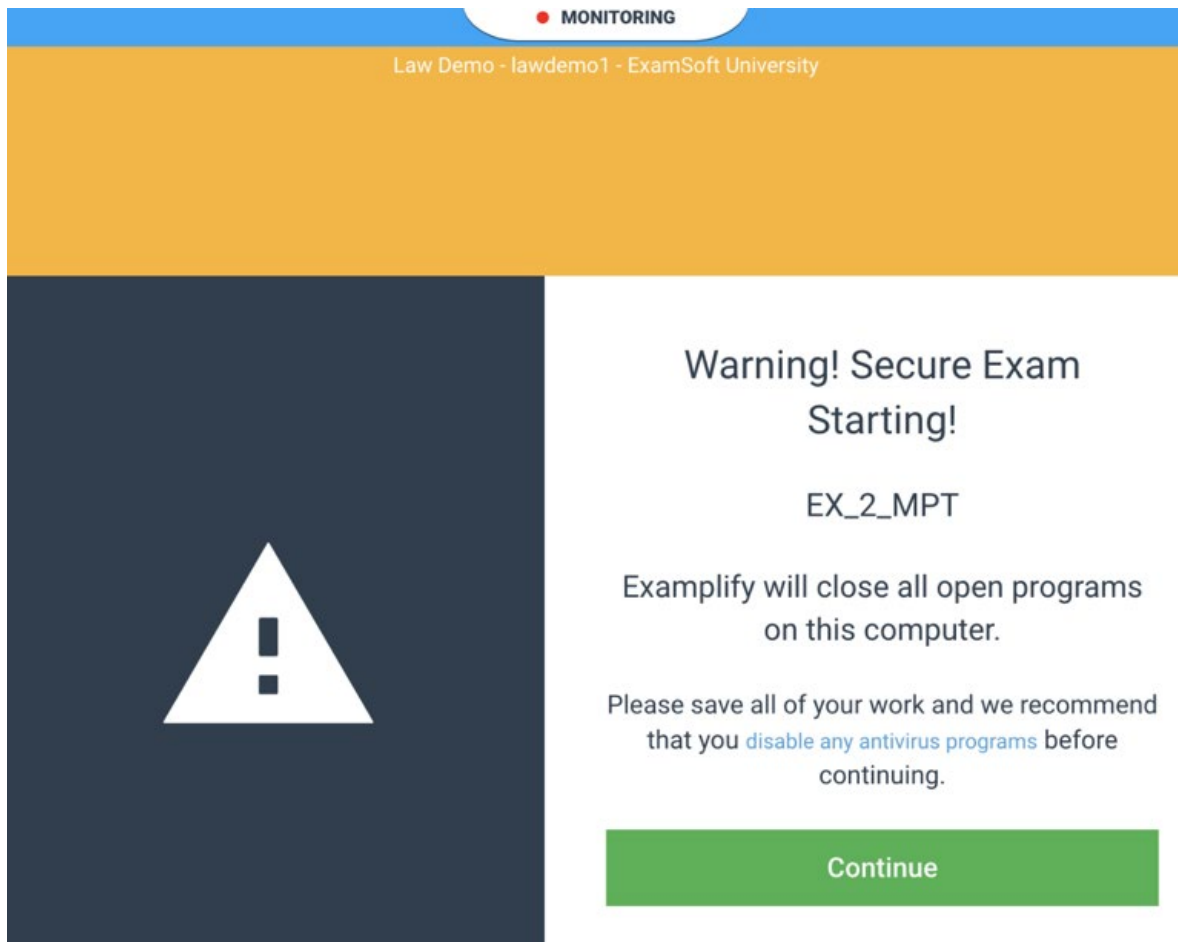 MONITORING
Law Demo - lawdemo1 - ExamSoft University
Warning! Secure Exam
Starting!
EX_2_MPT
Examplify will close all open programs
on this computer.
Please save all of your work and we recommend
that you disable any antivirus programs before
continuing.
Continue